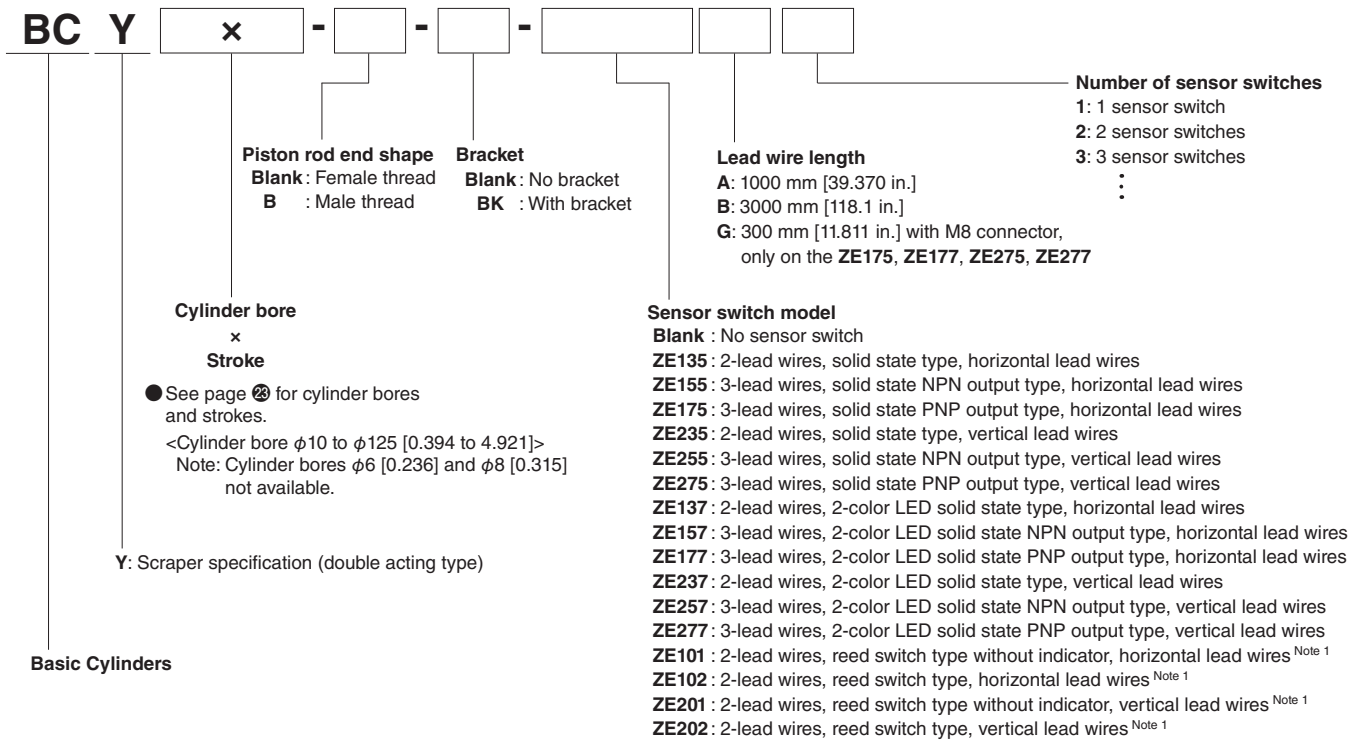 BC Y × - - -
Number of sensor switches
1: 1 sensor switch
2: 2 sensor switches
3: 3 sensor switches
⋮
Piston rod end shape
Blank : Female thread
B : Male thread
Bracket
Blank : No bracket
BK : With bracket
Lead wire length
A: 1000 mm [39.370 in.]
B: 3000 mm [118.1 in.]
G: 300 mm [11.811 in.] with M8 connector,
only on the ZE175, ZE177, ZE275, ZE277
Cylinder bore
×
Stroke
● See page ㉓ for cylinder bores
and strokes.
<Cylinder bore φ10 to φ125 [0.394 to 4.921]>
Note: Cylinder bores φ6 [0.236] and φ8 [0.315]
not available.
Sensor switch model
Blank : No sensor switch
ZE135 : 2-lead wires, solid state type, horizontal lead wires
ZE155 : 3-lead wires, solid state NPN output type, horizontal lead wires
ZE175 : 3-lead wires, solid state PNP output type, horizontal lead wires
ZE235 : 2-lead wires, solid state type, vertical lead wires
ZE255 : 3-lead wires, solid state NPN output type, vertical lead wires
ZE275 : 3-lead wires, solid state PNP output type, vertical lead wires
ZE137 : 2-lead wires, 2-color LED solid state type, horizontal lead wires
ZE157 : 3-lead wires, 2-color LED solid state NPN output type, horizontal lead wires
ZE177 : 3-lead wires, 2-color LED solid state PNP output type, horizontal lead wires
ZE237 : 2-lead wires, 2-color LED solid state type, vertical lead wires
ZE257 : 3-lead wires, 2-color LED solid state NPN output type, vertical lead wires
ZE277 : 3-lead wires, 2-color LED solid state PNP output type, vertical lead wires
ZE101 : 2-lead wires, reed switch type without indicator, horizontal lead wires Note 1
ZE102 : 2-lead wires, reed switch type, horizontal lead wires Note 1
ZE201 : 2-lead wires, reed switch type without indicator, vertical lead wires Note 1
ZE202 : 2-lead wires, reed switch type, vertical lead wires Note 1
Y: Scraper specification (double acting type)
Basic Cylinders